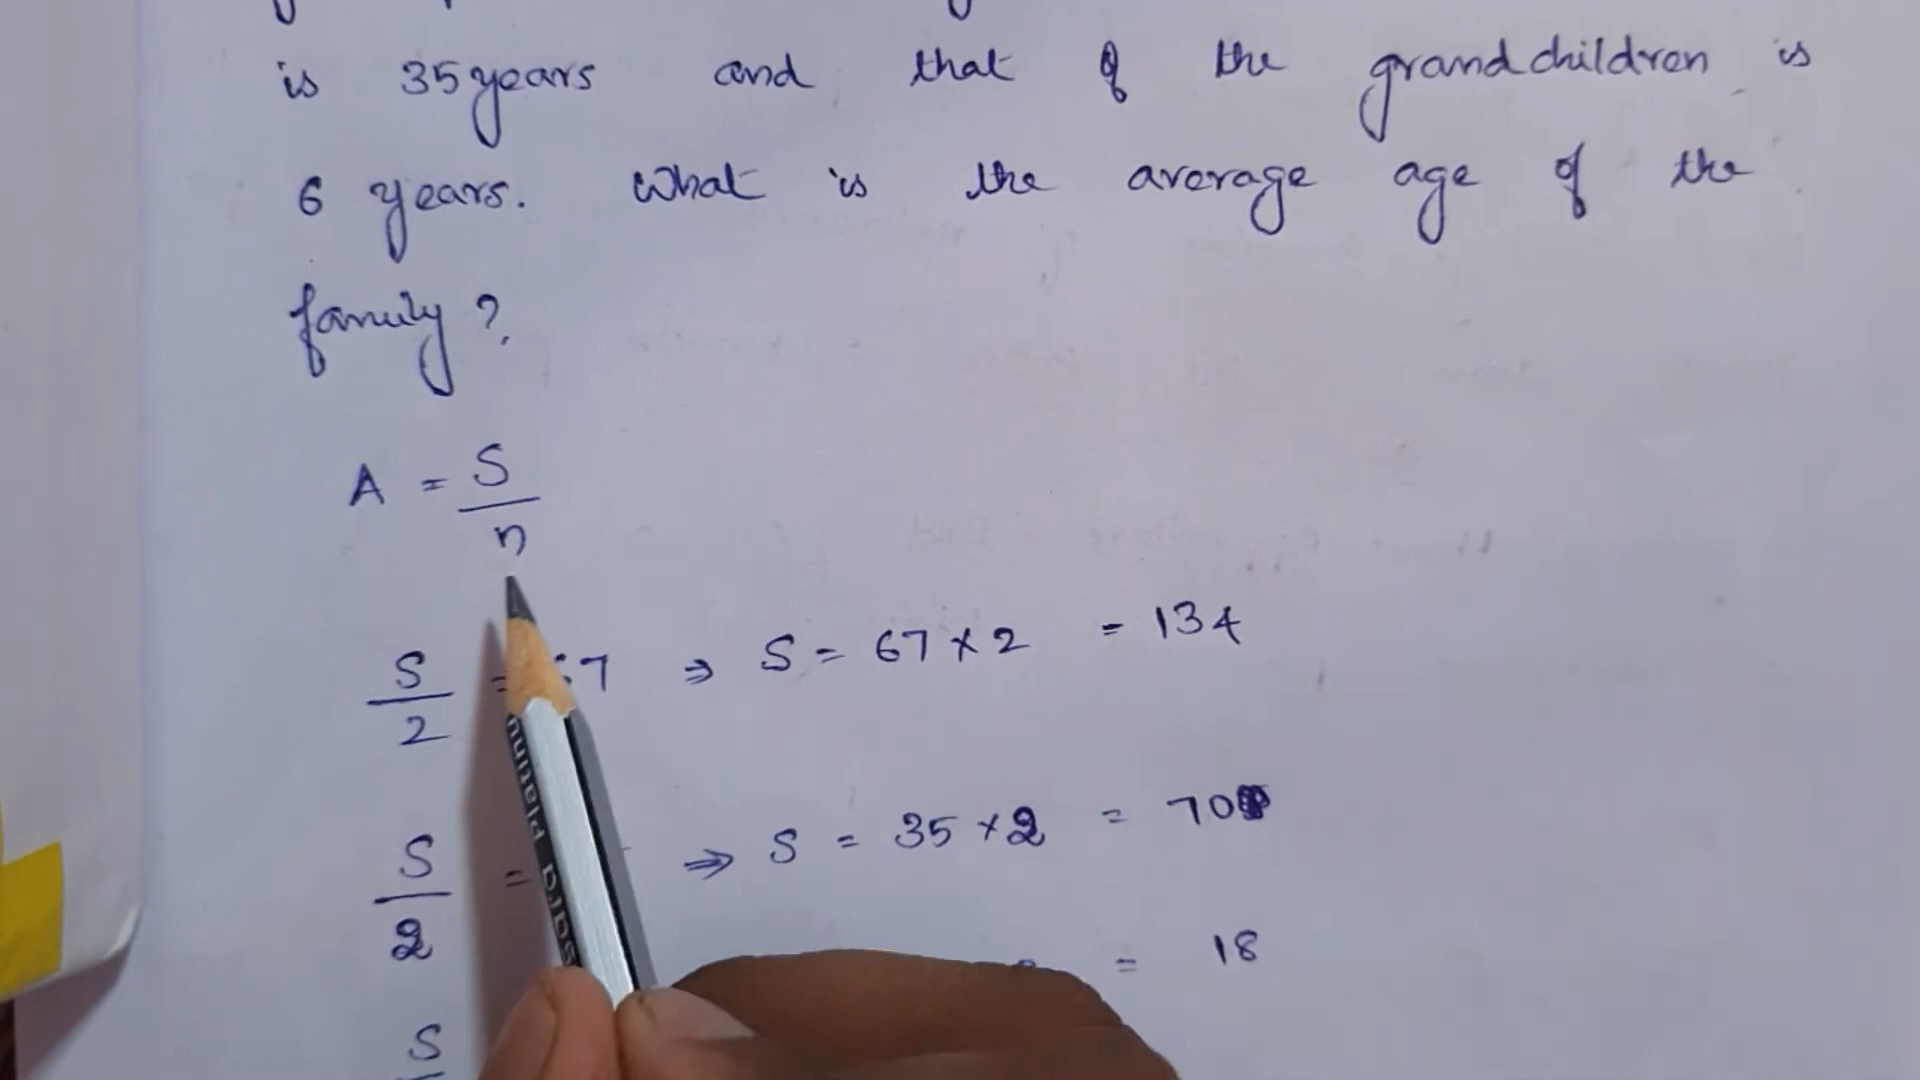 is 35 years and that of the grandchildren is
6 years. What is the average age of the
family?
A = S/n
S/2 = 67 ⇒ S = 67 × 2 = 134
S/2 = ⇒ S = 35 × 2 = 70
= 18
S
platinum